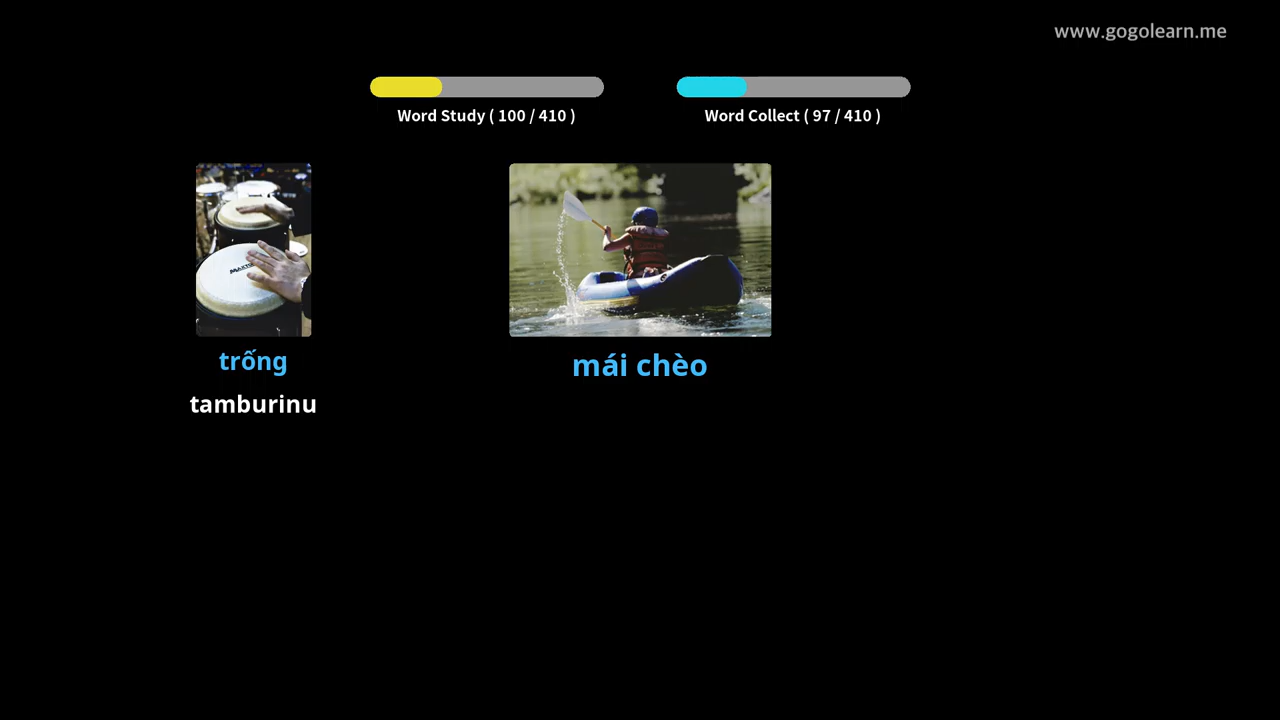 www.gogolearn.me
Word Study ( 100 / 410 )
Word Collect ( 97 / 410 )
trống
mái chèo
tamburinu